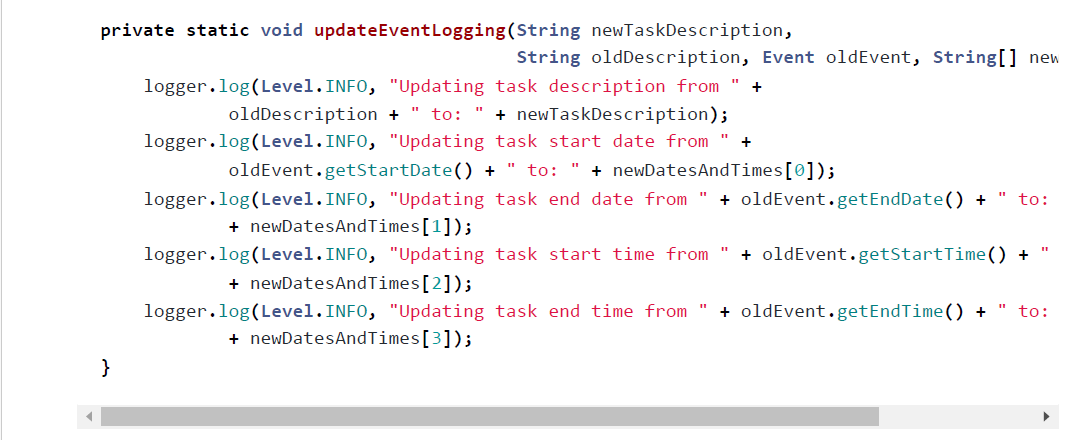 private static void updateEventLogging(String newTaskDescription,
String oldDescription, Event oldEvent, String[] new
logger.log(Level.INFO, "Updating task description from " +
oldDescription + " to: " + newTaskDescription);
logger.log(Level.INFO, "Updating task start date from " +
oldEvent.getStartDate() + " to: " + newDatesAndTimes[0]);
logger.log(Level.INFO, "Updating task end date from " + oldEvent.getEndDate() + " to:
+ newDatesAndTimes[1]);
logger.log(Level.INFO, "Updating task start time from " + oldEvent.getStartTime() + "
+ newDatesAndTimes[2]);
logger.log(Level.INFO, "Updating task end time from " + oldEvent.getEndTime() + " to:
+ newDatesAndTimes[3]);
}